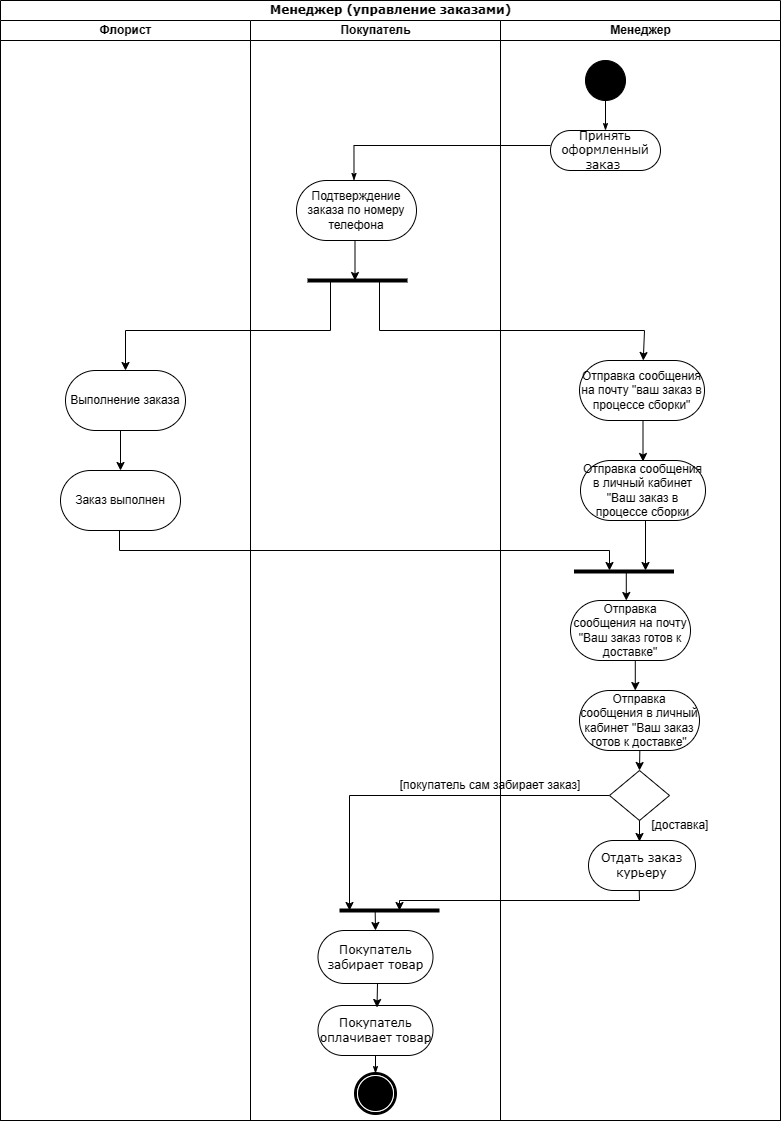 Менеджер (управление заказами)
Флорист
Покупатель
Менеджер
Принять
оформленный
заказ
Подтверждение
заказа по номеру
телефона
Выполнение заказа
Отправка сообщения
на почту "ваш заказ в
процессе сборки"
Заказ выполнен
Отправка сообщения
в личный кабинет
"Ваш заказ в
процессе сборки
Отправка
сообщения на почту
"Ваш заказ готов к
доставке"
Отправка
сообщения в личный
кабинет "Ваш заказ
готов к доставке"
[покупатель сам забирает заказ]
[доставка]
Отдать заказ
курьеру
Покупатель
забирает товар
Покупатель
оплачивает товар